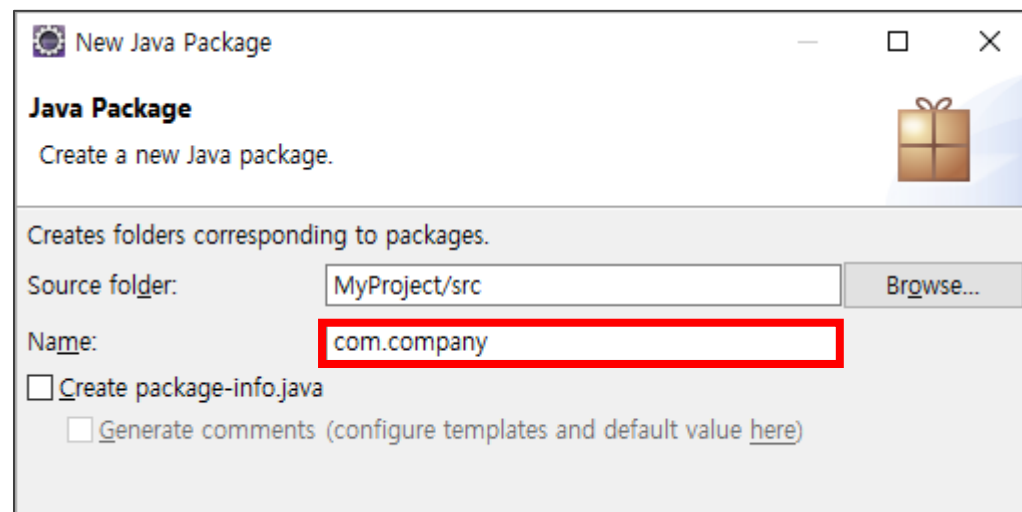 New Java Package
Java Package
Create a new Java package.
Creates folders corresponding to packages.
Source folder: MyProject/src Browse...
Name: com.company
Create package-info.java
Generate comments (configure templates and default value here)